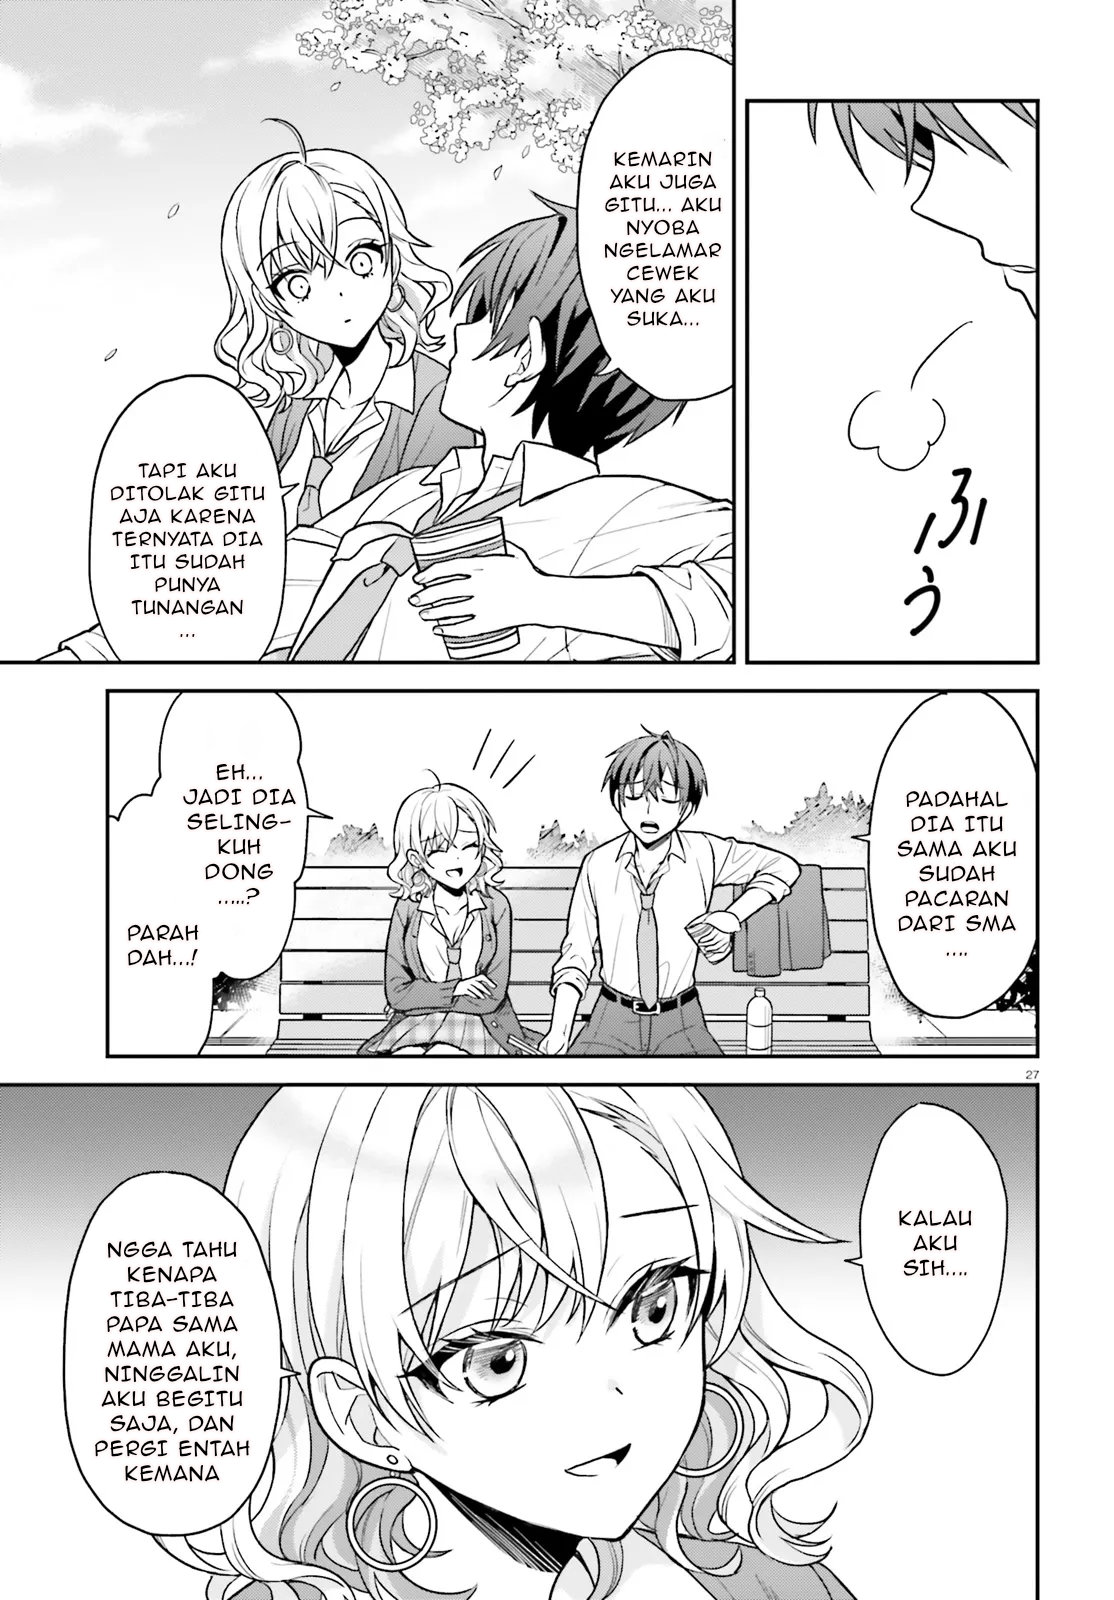 ふぅ
KEMARIN
AKU JUGA
GITU... AKU
NYOBA
NGELAMAR
CEWEK
YANG AKU
SUKA...
TAPI AKU
DITOLAK GITU
AJA KARENA
TERNYATA DIA
ITU SUDAH
PUNYA
TUNANGAN
...
PADAHAL
DIA ITU
SAMA AKU
SUDAH
PACARAN
DARI SMA
....
EH...
JADI DIA
SELING-
KUH
DONG
.....?
PARAH
DAH...!
27
KALAU
AKU
SIH....
NGGA TAHU
KENAPA
TIBA-TIBA
PAPA SAMA
MAMA AKU,
NINGGALIN
AKU BEGITU
SAJA, DAN
PERGI ENTAH
KEMANA